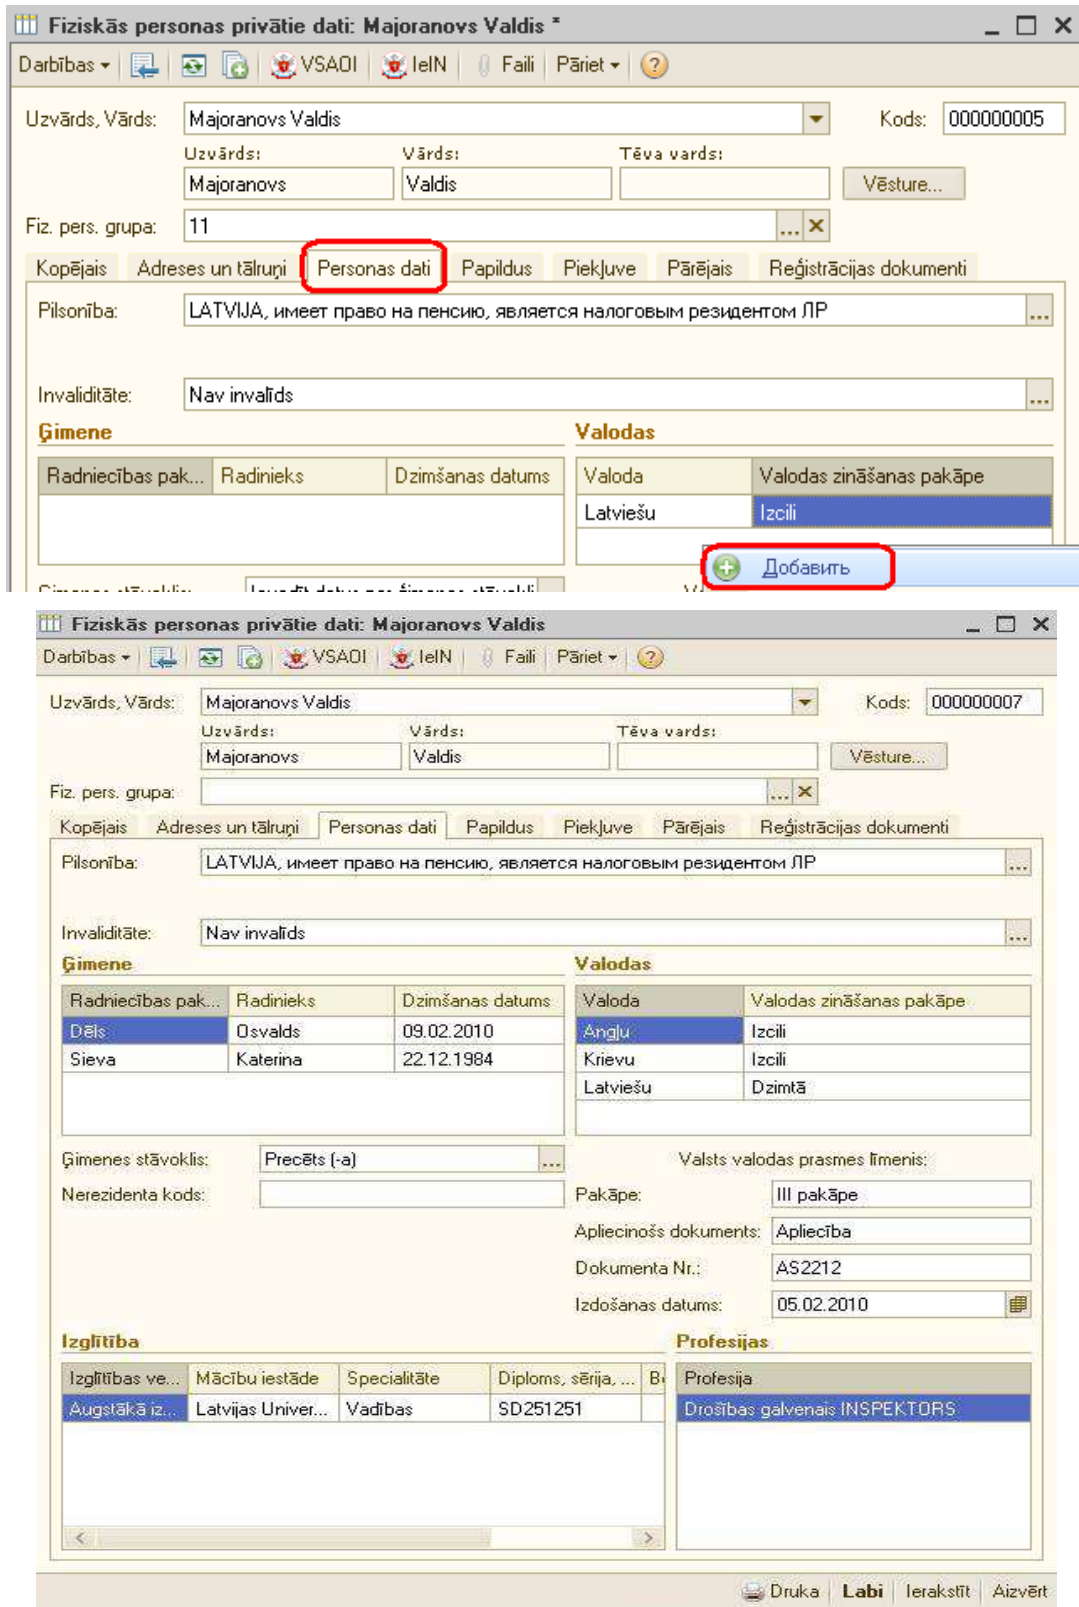 Fiziskās personas privātie dati: Majoranovs Valdis *
Darbības VSAOI IeIN Faili Pāriet
Uzvārds, Vārds: Majoranovs Valdis Kods: 000000005
Uzvārds: Vārds: Tēva vards:
Majoranovs Valdis Vēsture...
Fiz. pers. grupa: 11 ...
Kopējais Adreses un tālruņi Personas dati Papildus Piekļuve Pārējais Reģistrācijas dokumenti
Pilsonība: LATVIJA, имеет право на пенсию, является налоговым резидентом ЛР ...
Invaliditāte: Nav invalīds ...
Ģimene Valodas
Radniecības pak... Radinieks Dzimšanas datums Valoda Valodas zināšanas pakāpe
Latviešu Izcili
Добавить
Fiziskās personas privātie dati: Majoranovs Valdis
Darbības VSAOI IeIN Faili Pāriet
Uzvārds, Vārds: Majoranovs Valdis Kods: 000000007
Uzvārds: Vārds: Tēva vards:
Majoranovs Valdis Vēsture...
Fiz. pers. grupa: ...
Kopējais Adreses un tālruņi Personas dati Papildus Piekļuve Pārējais Reģistrācijas dokumenti
Pilsonība: LATVIJA, имеет право на пенсию, является налоговым резидентом ЛР ...
Invaliditāte: Nav invalīds ...
Ģimene Valodas
Radniecības pak... Radinieks Dzimšanas datums Valoda Valodas zināšanas pakāpe
Dēls Osvalds 09.02.2010 Angļu Izcili
Sieva Katerina 22.12.1984 Krievu Izcili
Latviešu Dzimtā
Ģimenes stāvoklis: Precēts (-a) ... Valsts valodas prasmes līmenis:
Nerezidenta kods: Pakāpe: III pakāpe
Apliecinošs dokuments: Apliecība
Dokumenta Nr.: AS2212
Izdošanas datums: 05.02.2010
Izglītība Profesijas
Izglītības ve... Mācību iestāde Specialitāte Diploms, sērija, ... Profesija
Augstākā iz... Latvijas Univer... Vadības SD251251 Drošības galvenais INSPEKTORS
Druka Labi Ierakstīt Aizvērt